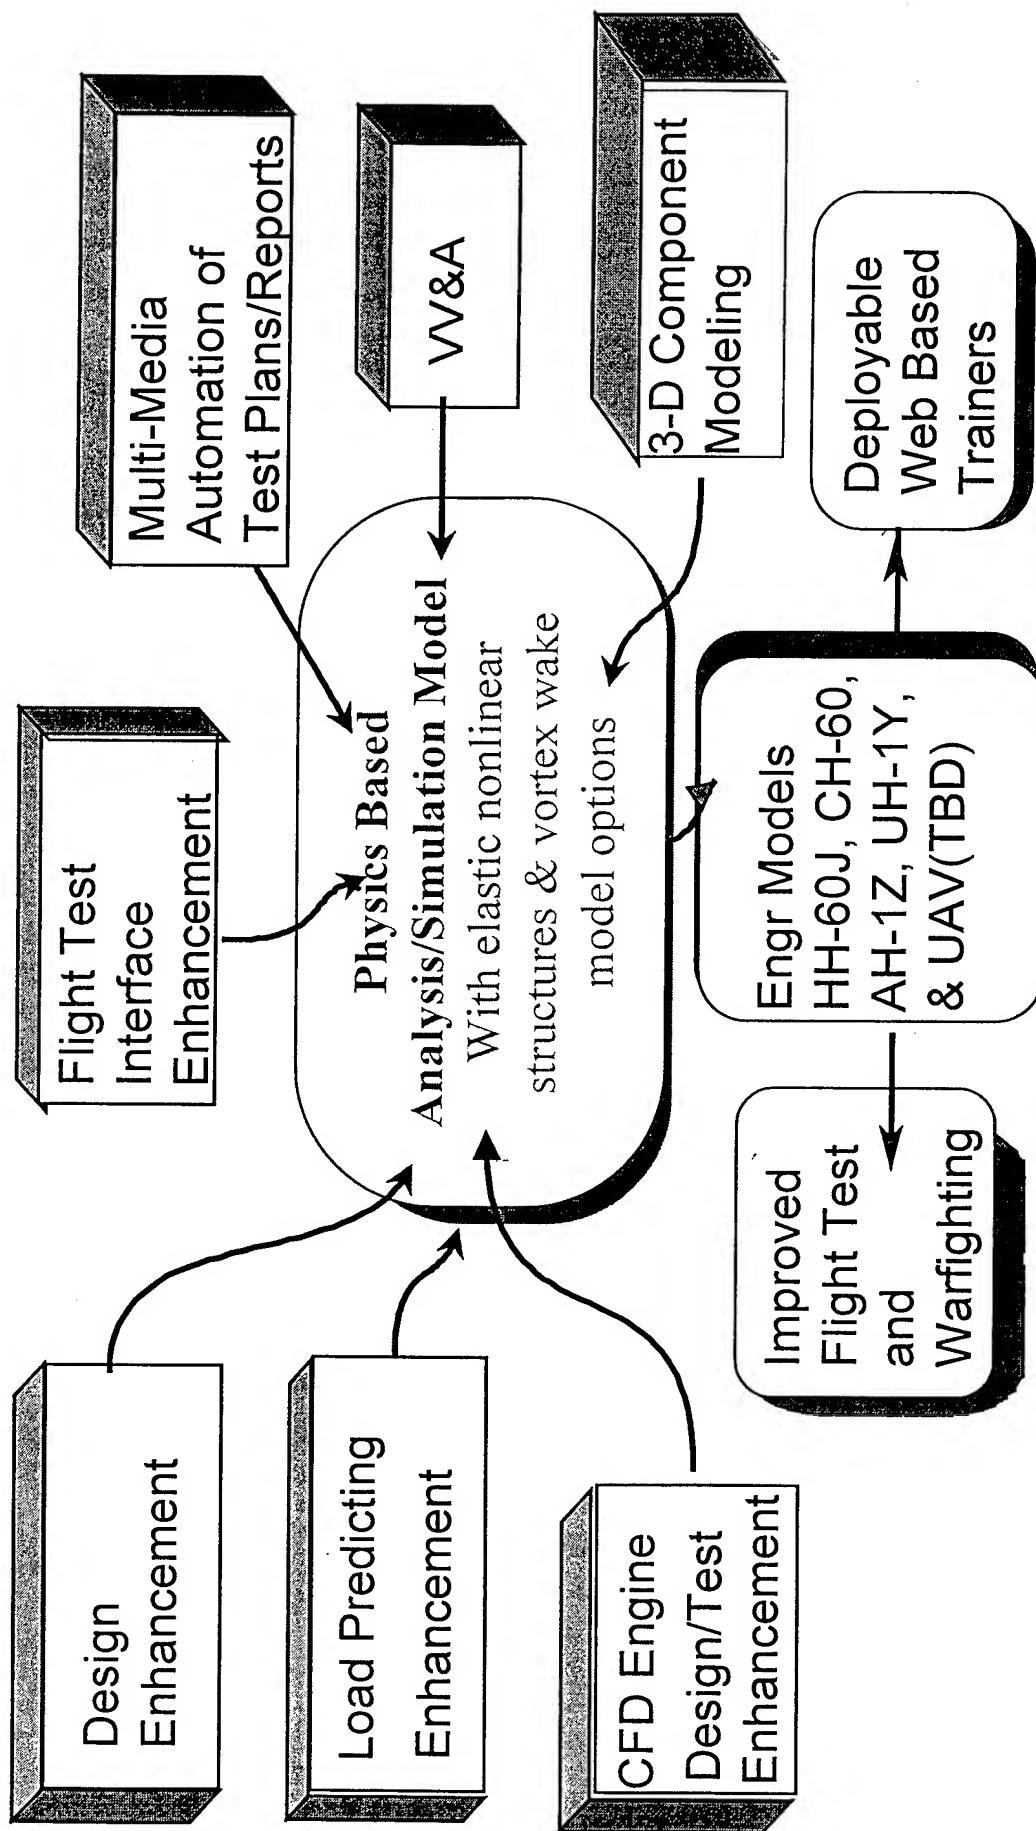 Design
Enhancement
Flight Test
Interface
Enhancement
Multi-Media
Automation of
Test Plans/Reports
Load Predicting
Enhancement
Physics Based
Analysis/Simulation Model
With elastic nonlinear
structures & vortex wake
model options
VV&A
CFD Engine
Design/Test
Enhancement
3-D Component
Modeling
Improved
Flight Test
and
Warfighting
Engr Models
HH-60J, CH-60,
AH-1Z, UH-1Y,
& UAV(TBD)
Deployable
Web Based
Trainers